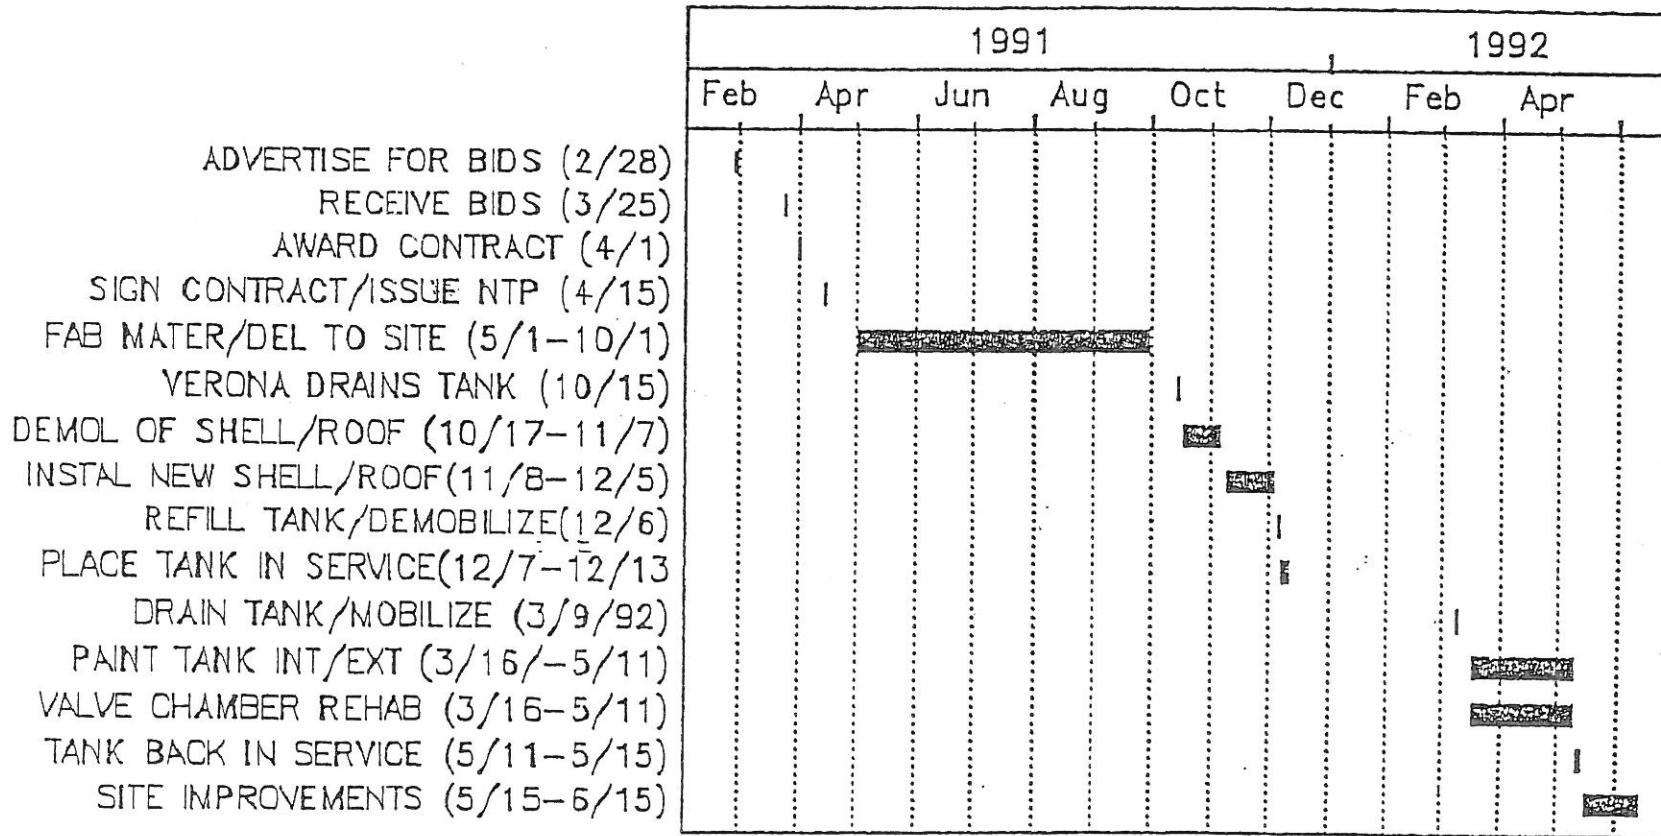 1991 1992
Feb Apr Jun Aug Oct Dec Feb Apr
ADVERTISE FOR BIDS (2/28)
RECEIVE BIDS (3/25)
AWARD CONTRACT (4/1)
SIGN CONTRACT/ISSUE NTP (4/15)
FAB MATER/DEL TO SITE (5/1-10/1)
VERONA DRAINS TANK (10/15)
DEMOL OF SHELL/ROOF (10/17-11/7)
INSTAL NEW SHELL/ROOF(11/8-12/5)
REFILL TANK/DEMOBILIZE(12/6)
PLACE TANK IN SERVICE(12/7-12/13
DRAIN TANK/MOBILIZE (3/9/92)
PAINT TANK INT/EXT (3/16/-5/11)
VALVE CHAMBER REHAB (3/16-5/11)
TANK BACK IN SERVICE (5/11-5/15)
SITE IMPROVEMENTS (5/15-6/15)